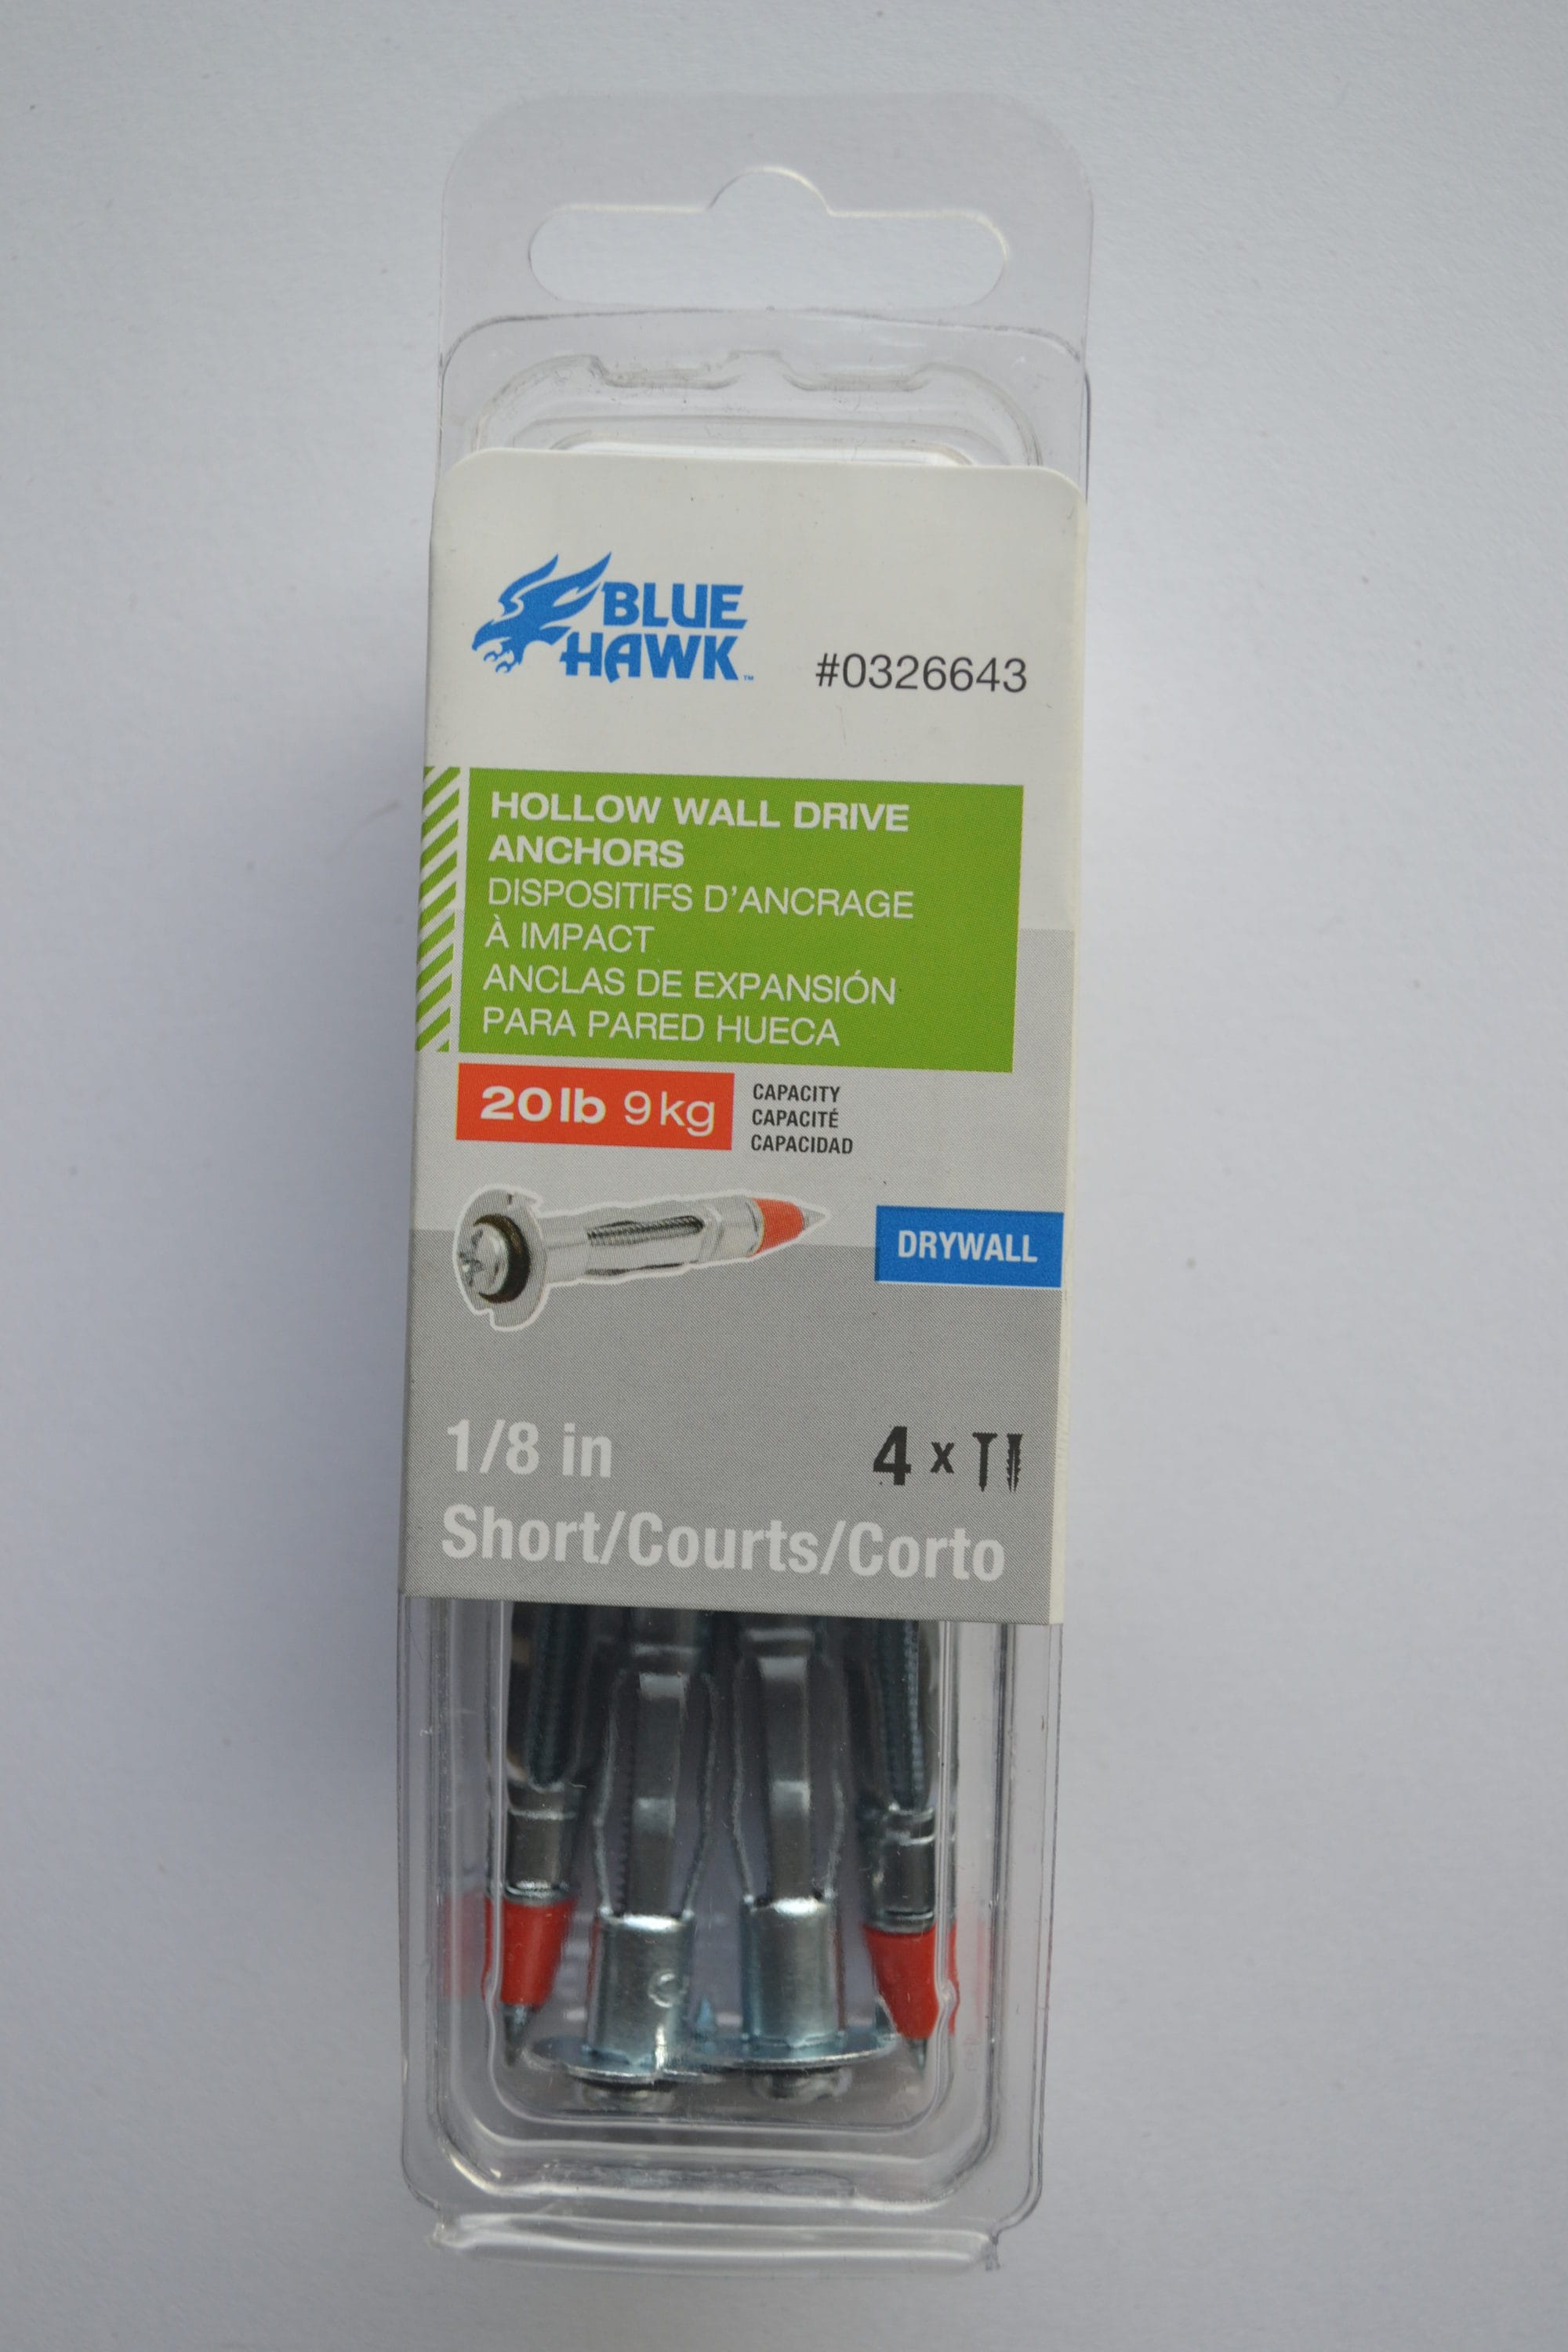 BLUE
HAWK™
#0326643
HOLLOW WALL DRIVE
ANCHORS
DISPOSITIFS D'ANCRAGE
À IMPACT
ANCLAS DE EXPANSIÓN
PARA PARED HUECA
20 lb 9 kg
CAPACITY
CAPACITÉ
CAPACIDAD
DRYWALL
1/8 in
4 x
Short/Courts/Corto